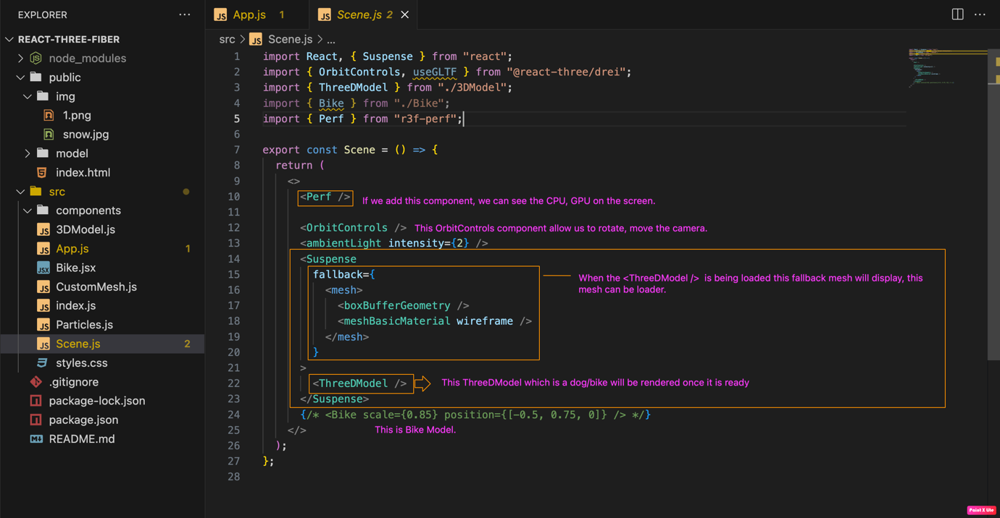 EXPLORER
REACT-THREE-FIBER
node_modules
public
img
1.png
snow.jpg
model
index.html
src
components
JS 3DModel.js
JS App.js 1
JSX Bike.jsx
JS CustomMesh.js
JS index.js
JS Particles.js
JS Scene.js 2
styles.css
.gitignore
package-lock.json
package.json
README.md
JS App.js 1
JS Scene.js 2
src > JS Scene.js > ...
1 import React, { Suspense } from "react";
2 import { OrbitControls, useGLTF } from "@react-three/drei";
3 import { ThreeDModel } from "./3DModel";
4 import { Bike } from "./Bike";
5 import { Perf } from "r3f-perf";
6
7 export const Scene = () => {
8 return (
9 <>
10 <Perf /> If we add this component, we can see the CPU, GPU on the screen.
11
12 <OrbitControls /> This OrbitControls component allow us to rotate, move the camera.
13 <ambientLight intensity={2} />
14 <Suspense
15 fallback={
When the <ThreeDModel /> is being loaded this fallback mesh will display, this
16 <mesh>
mesh can be loader.
17 <boxBufferGeometry />
18 <meshBasicMaterial wireframe />
19 </mesh>
20 }
21 >
22 <ThreeDModel /> This ThreeDModel which is a dog/bike will be rendered once it is ready
23 </Suspense>
24 {/* <Bike scale={0.85} position={[-0.5, 0.75, 0]} /> */}
25 </>
This is Bike Model.
26 );
27 };
28
Paint X lite